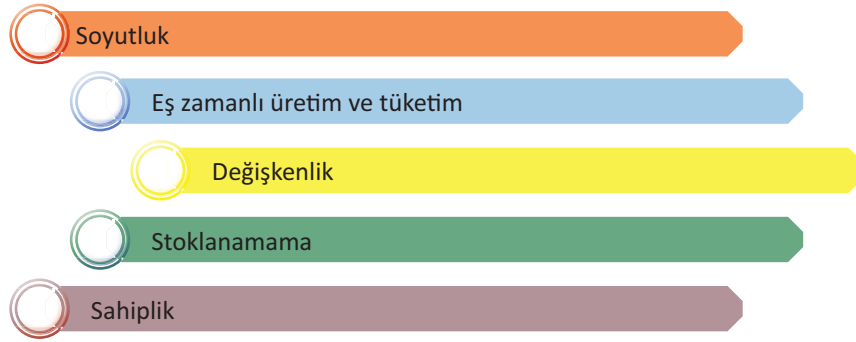 Soyutluk
Eş zamanlı üretim ve tüketim
Değişkenlik
Stoklanamama
Sahiplik